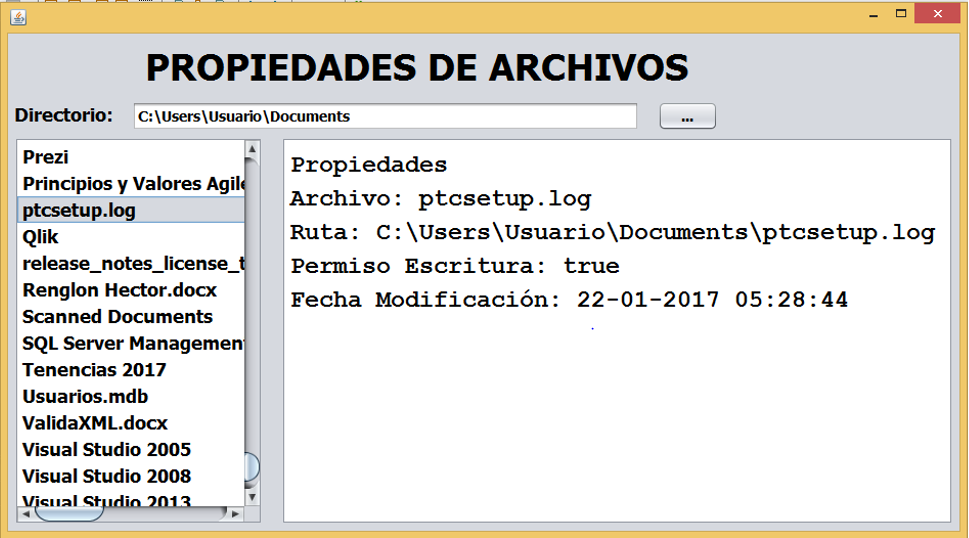 PROPIEDADES DE ARCHIVOS
Directorio: C:\Users\Usuario\Documents ...
Prezi
Principios y Valores Agile
ptcsetup.log
Qlik
release_notes_license_t
Renglon Hector.docx
Scanned Documents
SQL Server Management
Tenencias 2017
Usuarios.mdb
ValidaXML.docx
Visual Studio 2005
Visual Studio 2008
Visual Studio 2013
Propiedades
Archivo: ptcsetup.log
Ruta: C:\Users\Usuario\Documents\ptcsetup.log
Permiso Escritura: true
Fecha Modificación: 22-01-2017 05:28:44